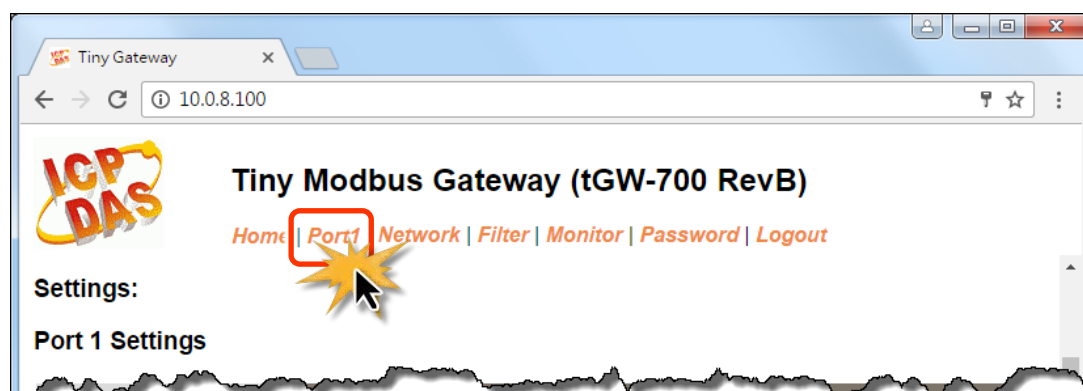 Tiny Gateway
10.0.8.100
ICP
DAS
Tiny Modbus Gateway (tGW-700 RevB)
Home | Port1 Network | Filter | Monitor | Password | Logout
Settings:
Port 1 Settings